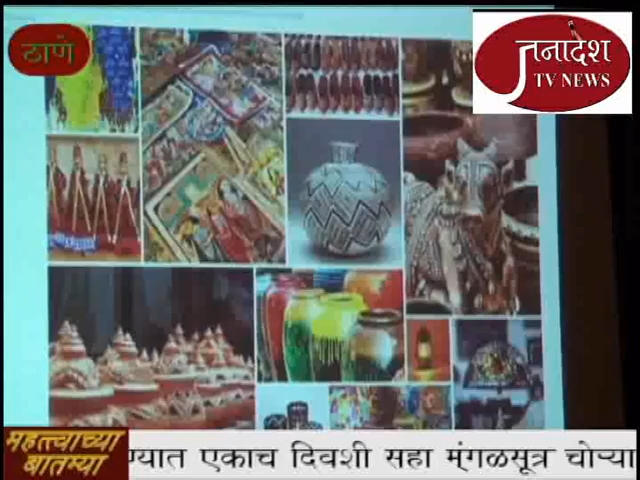 ठाणे
जनादेश
TV NEWS
महत्त्वाच्या
बातम्या
ण्यात एकाच दिवशी सहा मंगळसूत्र चोऱ्या